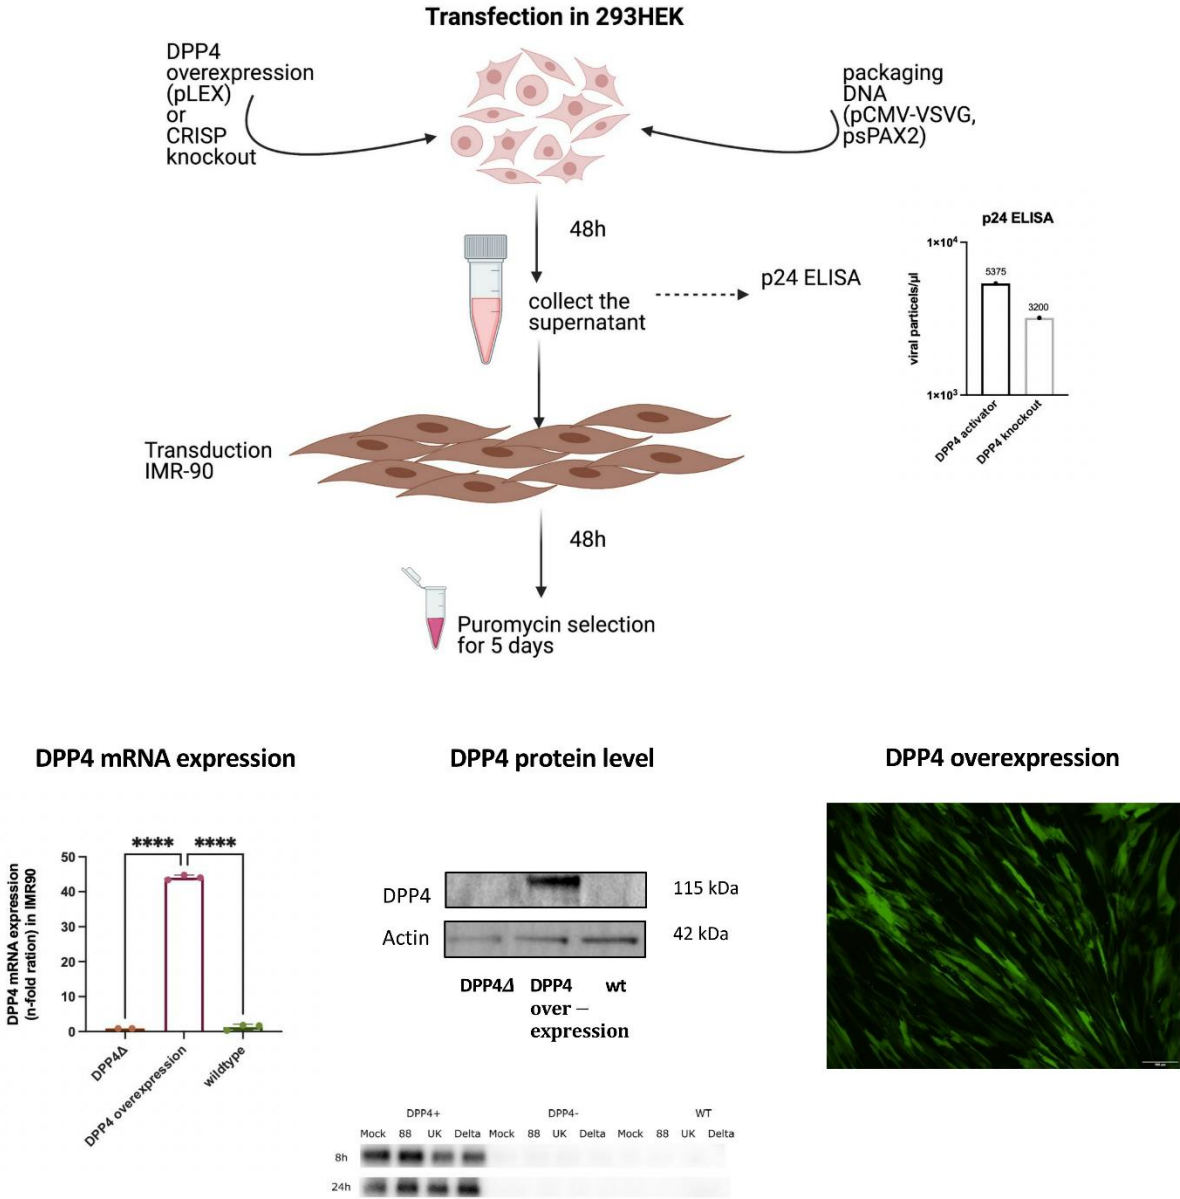 Transfection in 293HEK
DPP4
overexpression
(pLEX)
or
CRISP
knockout
packaging
DNA
(pCMV-VSVG,
psPAX2)
48h
collect the
supernatant
p24 ELISA
p24 ELISA
viral particels/µl
1×10⁴
1×10³
5375
3200
DPP4 activator
DPP4 knockout
Transduction
IMR-90
48h
Puromycin selection
for 5 days
DPP4 mRNA expression
DPP4 mRNA expression
(n-fold ration) in IMR90
50
40
30
20
10
0
**** ****
DPP4Δ
DPP4 overexpression
wildtype
DPP4 protein level
DPP4 115 kDa
Actin 42 kDa
DPP4Δ DPP4 wt
over –
expression
DPP4 overexpression
DPP4+ DPP4- WT
Mock 88 UK Delta Mock 88 UK Delta Mock 88 UK Delta
8h
24h